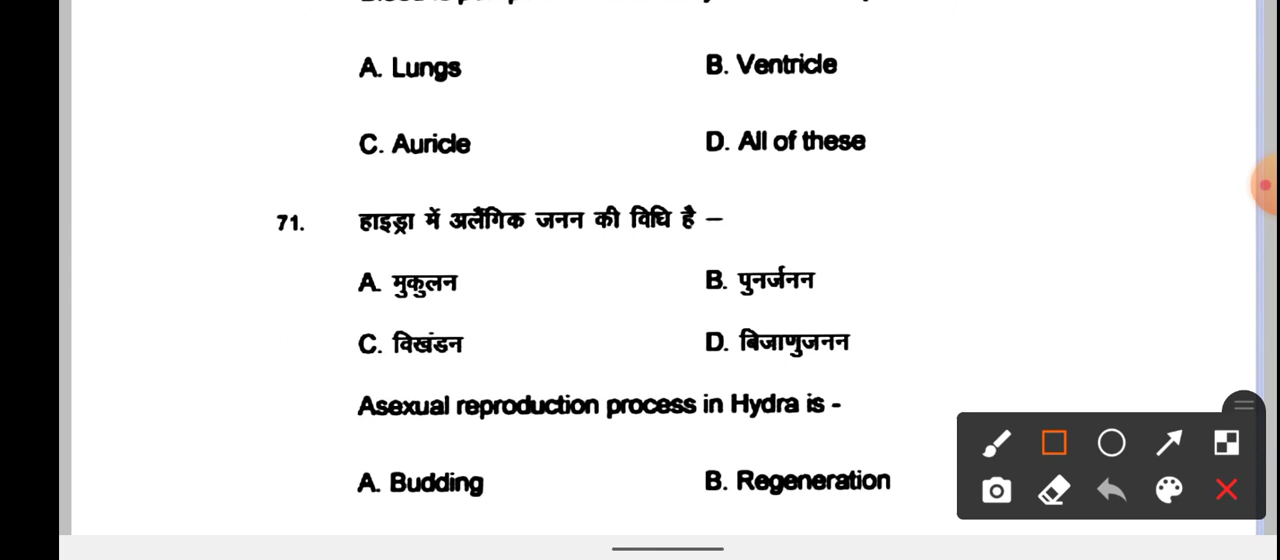 A. Lungs B. Ventricle
C. Auricle D. All of these
71. हाइड्रा में अलैंगिक जनन की विधि है –
A. मुकुलन B. पुनर्जनन
C. विखंडन D. बिजाणुजनन
Asexual reproduction process in Hydra is -
A. Budding B. Regeneration